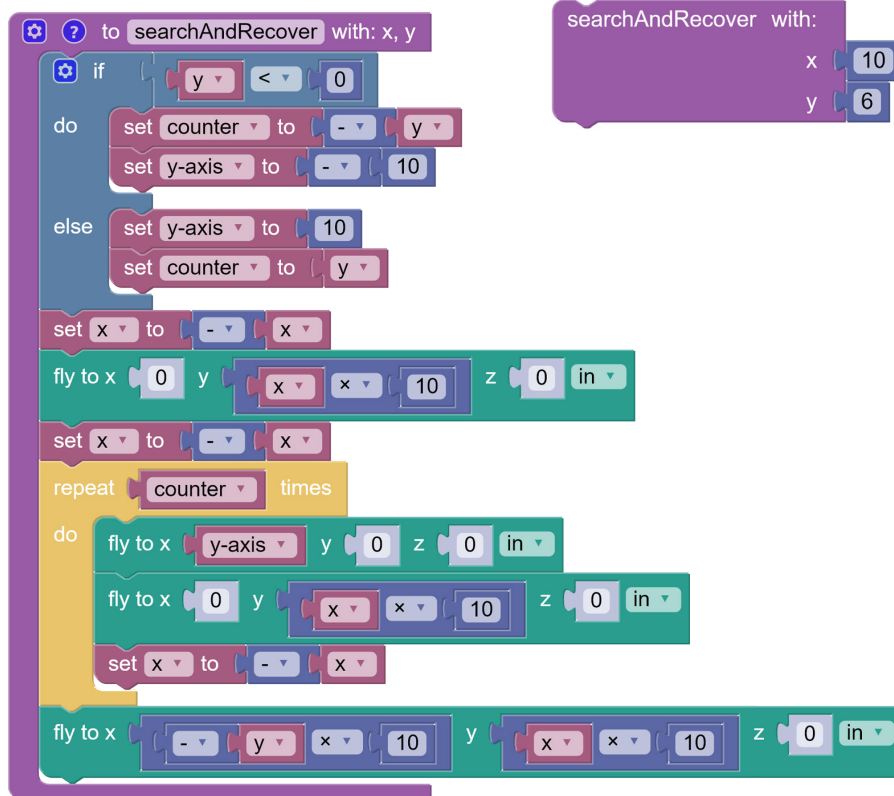 ? to searchAndRecover with: x, y
searchAndRecover with:
x 10
y 6
if y < 0
do set counter to - y
set y-axis to - 10
else set y-axis to 10
set counter to y
set x to - x
fly to x 0 y x × 10 z 0 in
set x to - x
repeat counter times
do fly to x y-axis y 0 z 0 in
fly to x 0 y x × 10 z 0 in
set x to - x
fly to x - y × 10 y x × 10 z 0 in